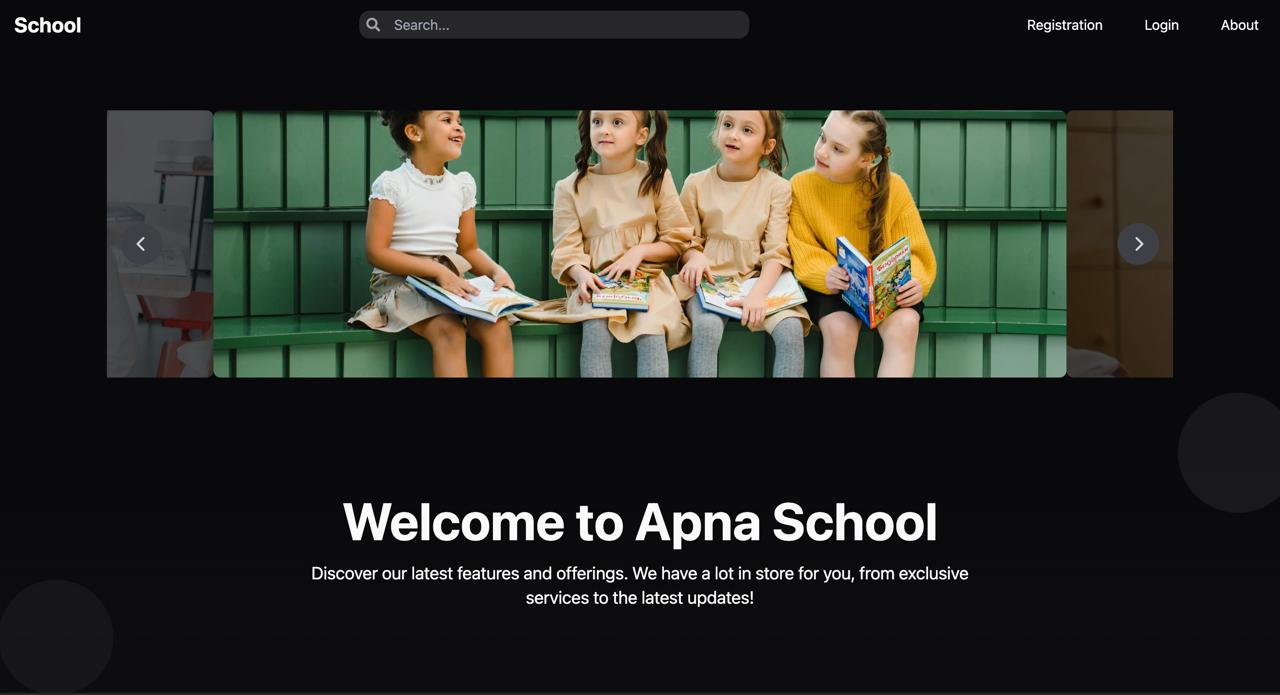 School
Search...
Registration
Login
About
Welcome to Apna School
Discover our latest features and offerings. We have a lot in store for you, from exclusive
services to the latest updates!